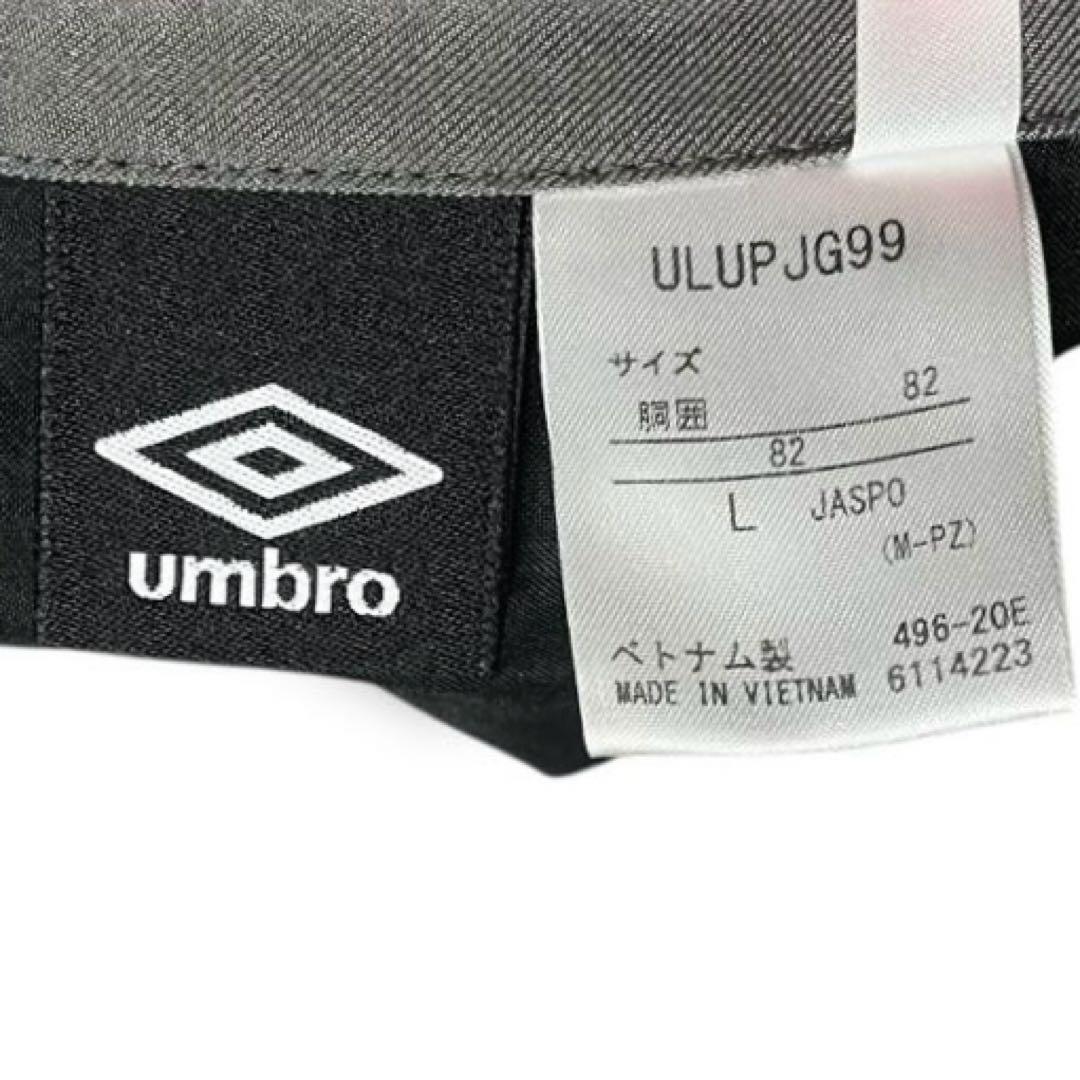 umbro
ULUPJG99
サイズ
胴囲 82
82
L JASPO
(M-PZ)
ベトナム製 496-20E
MADE IN VIETNAM 6114223